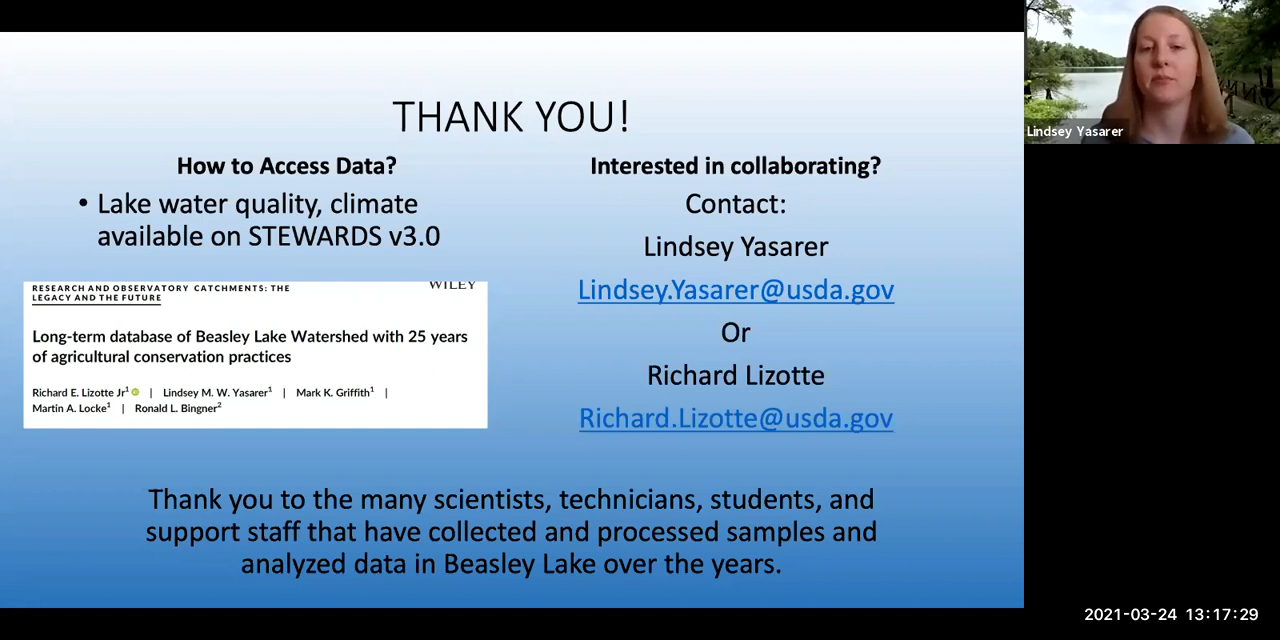 THANK YOU!
How to Access Data?
• Lake water quality, climate
available on STEWARDS v3.0
RESEARCH AND OBSERVATORY CATCHMENTS: THE
LEGACY AND THE FUTURE
WILEY
Long-term database of Beasley Lake Watershed with 25 years
of agricultural conservation practices
Richard E. Lizotte Jr1 | Lindsey M. W. Yasarer1 | Mark K. Griffith1 |
Martin A. Locke1 | Ronald L. Bingner2
Interested in collaborating?
Contact:
Lindsey Yasarer
Lindsey.Yasarer@usda.gov
Or
Richard Lizotte
Richard.Lizotte@usda.gov
Thank you to the many scientists, technicians, students, and
support staff that have collected and processed samples and
analyzed data in Beasley Lake over the years.
Lindsey Yasarer
2021-03-24 13:17:29